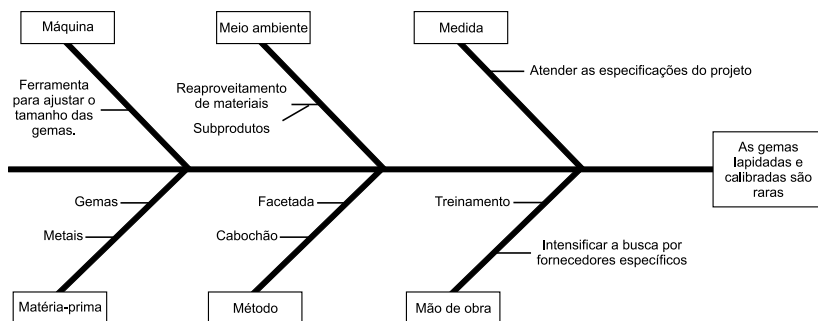 Máquina
Meio ambiente
Medida
Ferramenta
para ajustar o
tamanho das
gemas.
Reaproveitamento
de materiais
Subprodutos
Atender as especificações do projeto
As gemas
lapidadas e
calibradas são
raras
Gemas
Metais
Facetada
Cabochão
Treinamento
Intensificar a busca por
fornecedores específicos
Matéria-prima
Método
Mão de obra